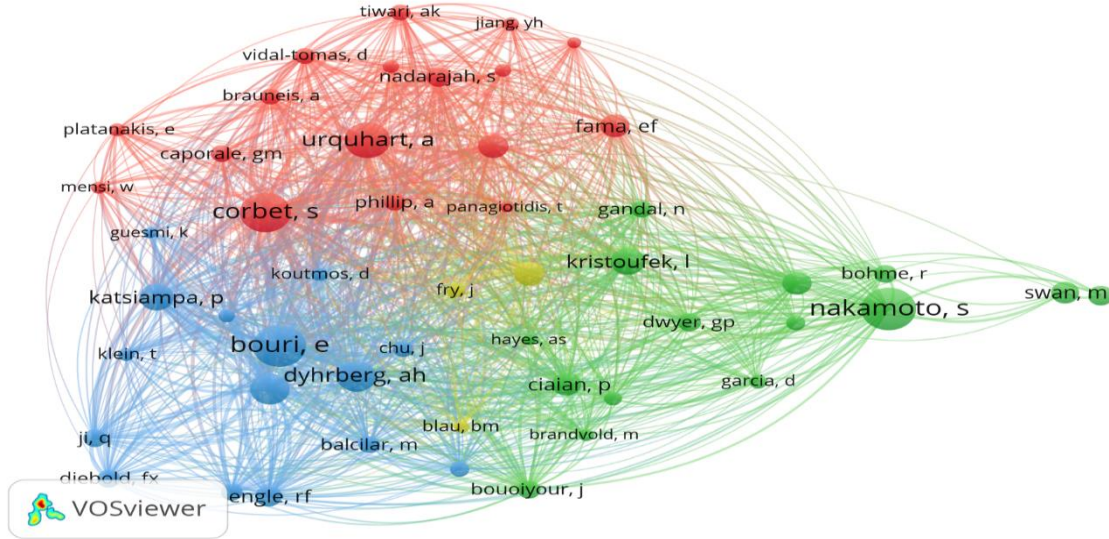 tiwari, ak
jiang, yh
vidal-tomas, d
nadarajah, s
brauneis, a
platanakis, e
urquhart, a
fama, ef
caporale, gm
mensi, w
corbet, s
phillip, a
panagiotidis, t
gandal, n
guesmi, k
koutmos, d
kristoufek, l
bohme, r
katsiampa, p
fry, j
swan, m
nakamoto, s
dwyer, gp
bouri, e
chu, j
hayes, as
klein, t
dyhrberg, ah
ciaian, p
garcia, d
ji, q
balcilar, m
blau, bm
brandvold, m
diebold, fx
engle, rf
bouoiyour, j
VOSviewer